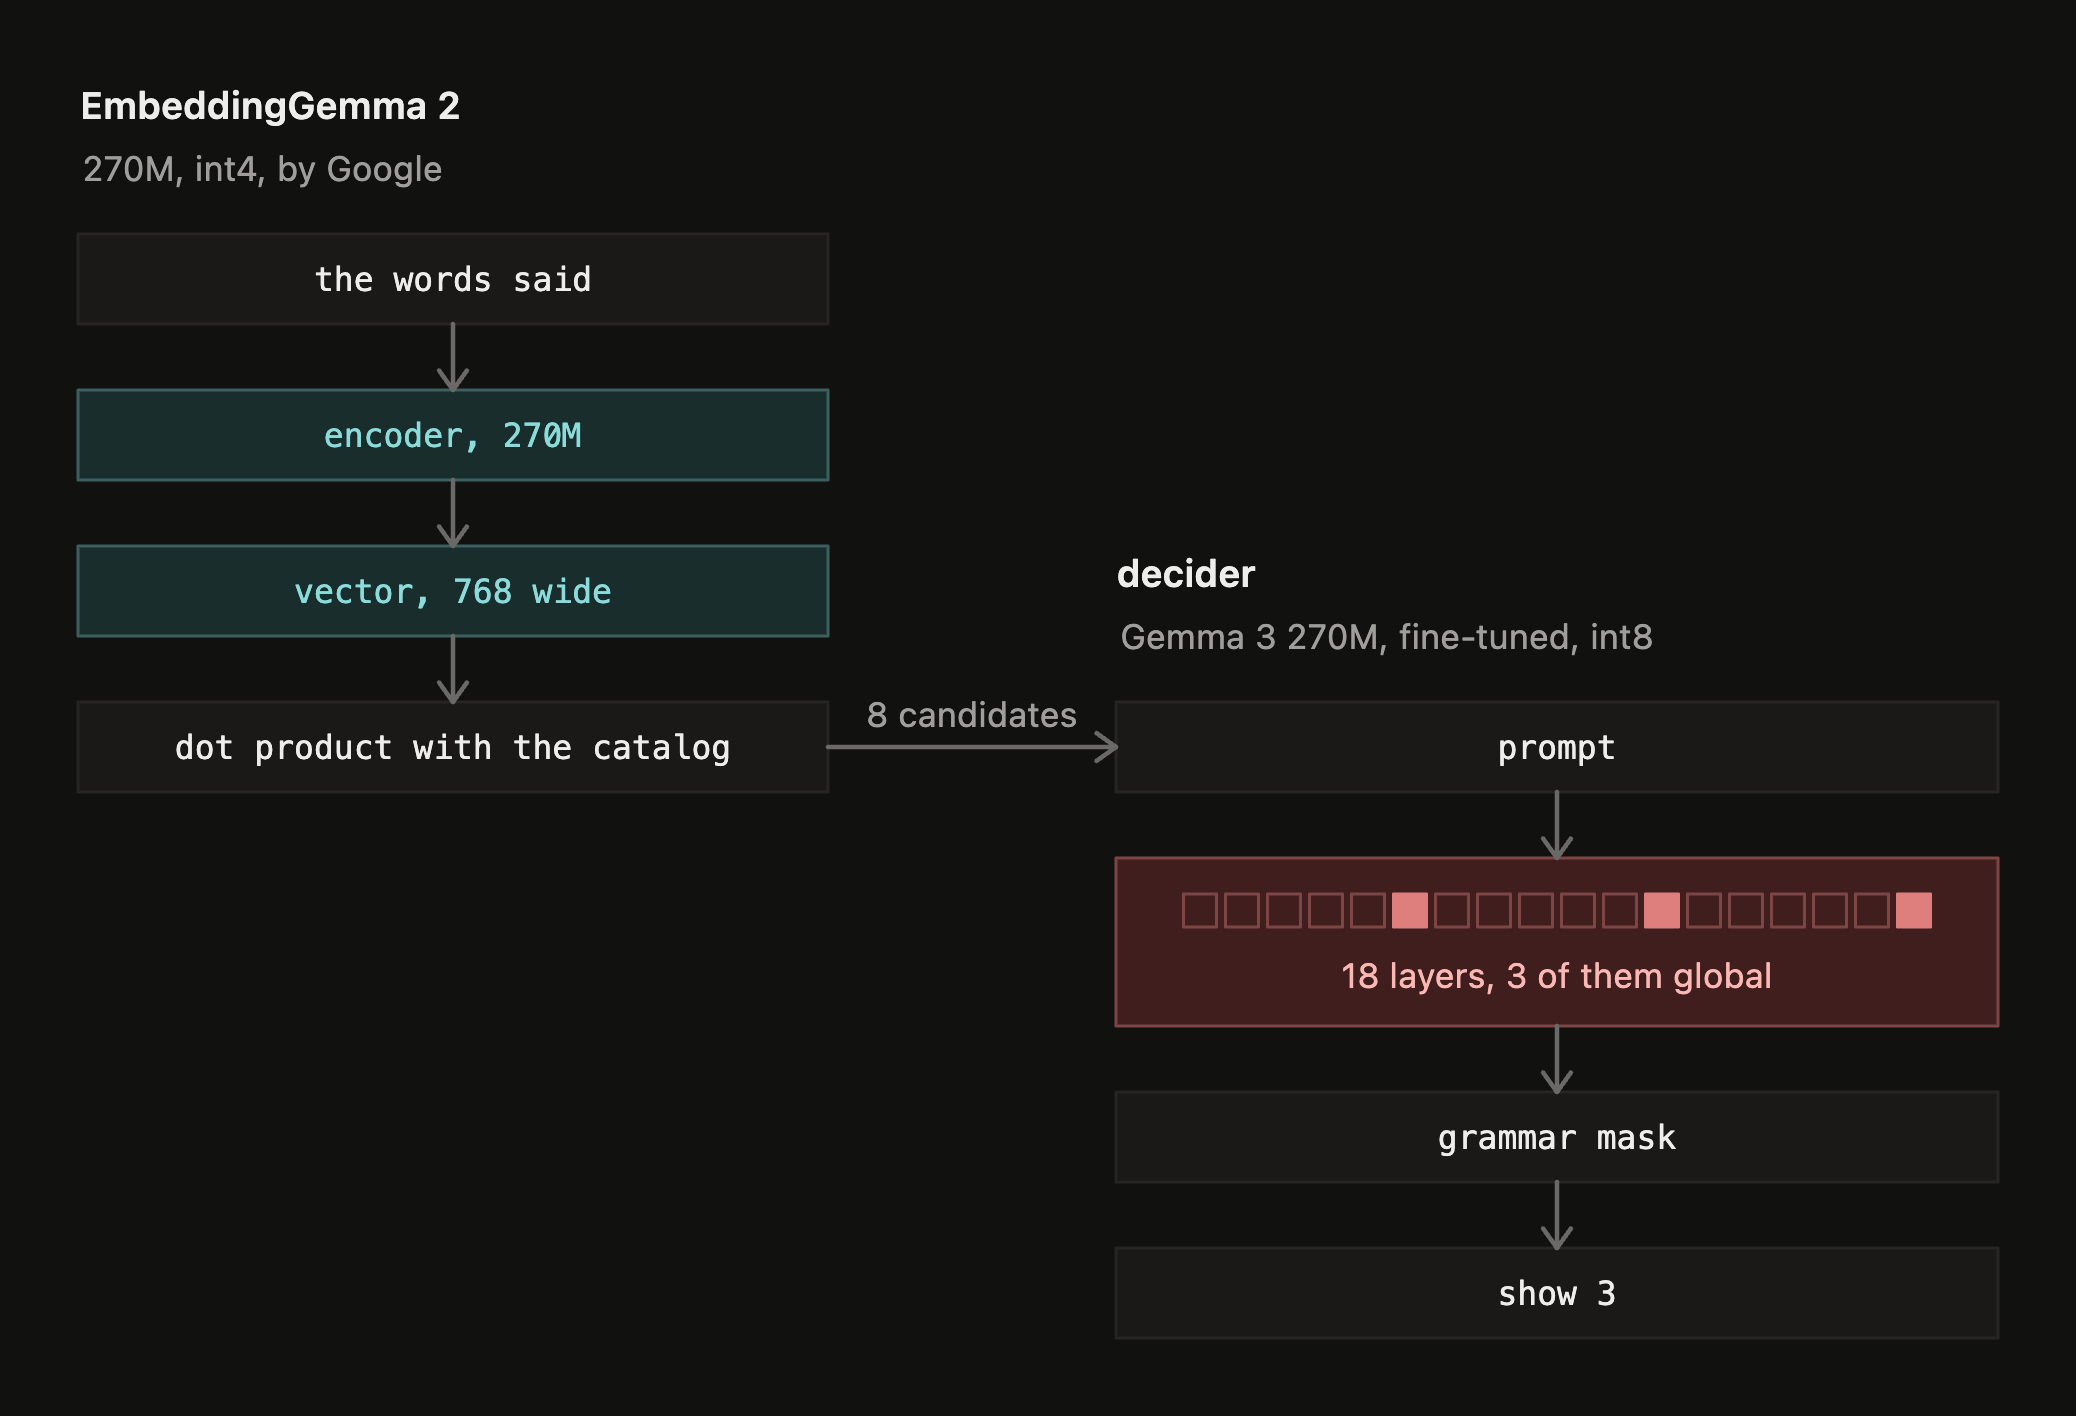 EmbeddingGemma 2
270M, int4, by Google
the words said
encoder, 270M
vector, 768 wide
dot product with the catalog
8 candidates
decider
Gemma 3 270M, fine-tuned, int8
prompt
18 layers, 3 of them global
grammar mask
show 3